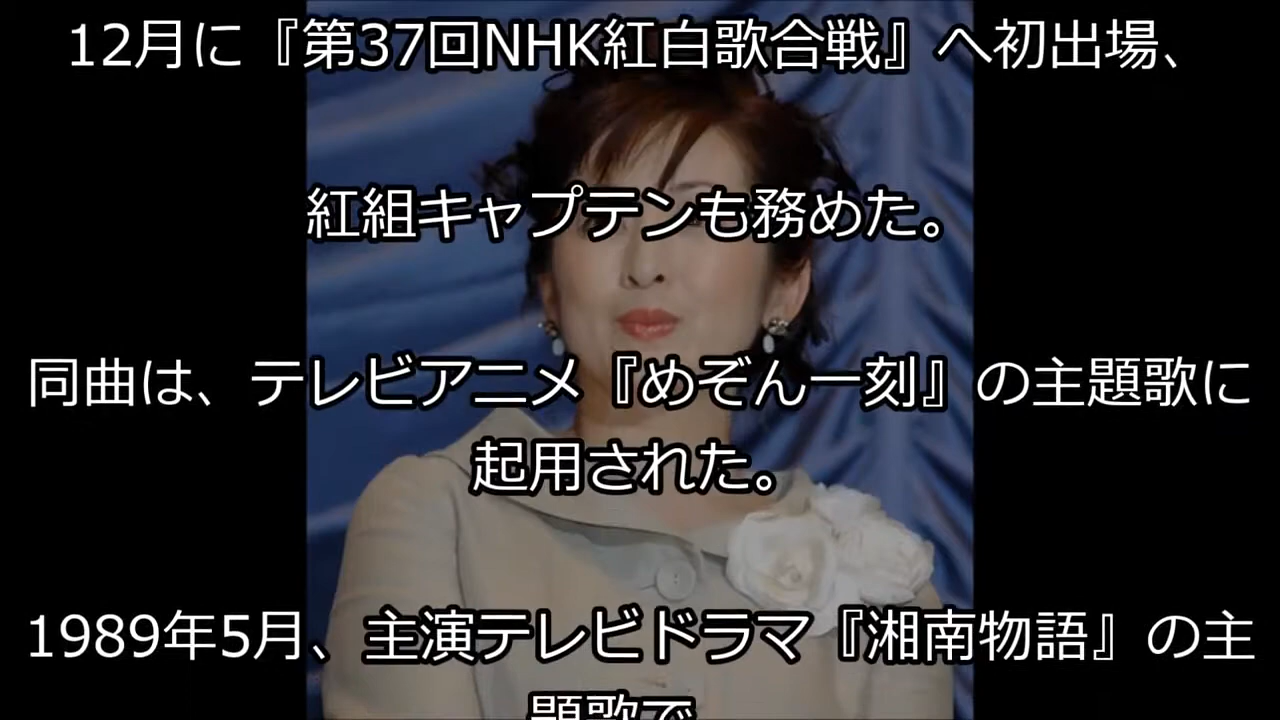 12月に『第37回NHK紅白歌合戦』へ初出場、
紅組キャプテンも務めた。
同曲は、テレビアニメ『めぞん一刻』の主題歌に
起用された。
1989年5月、主演テレビドラマ『湘南物語』の主
題歌で